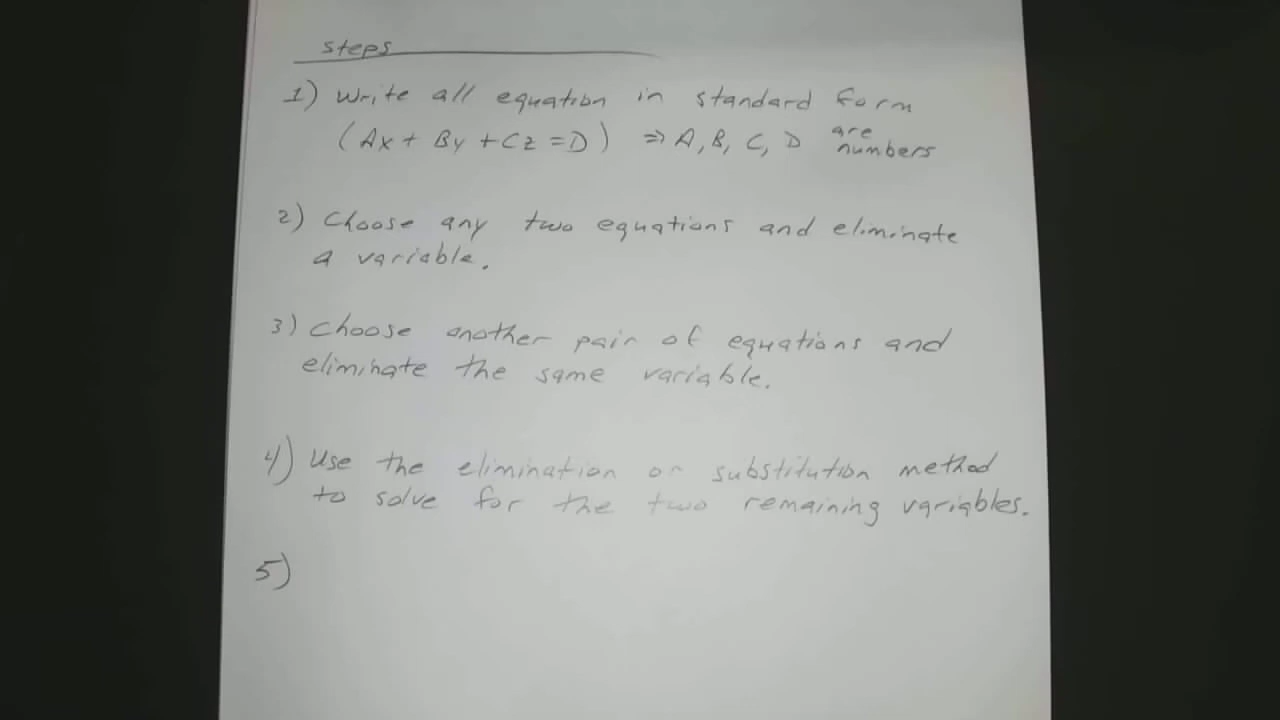 steps
1) Write all equation in standard form
(Ax + By + Cz = D) ⇒ A, B, C, D are numbers
2) Choose any two equations and eliminate
a variable.
3) Choose another pair of equations and
eliminate the same variable.
4) Use the elimination or substitution method
to solve for the two remaining variables.
5)